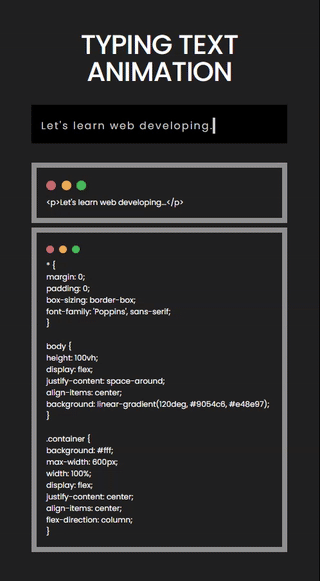 TYPING TEXT
ANIMATION
Let's learn web developing.
<p>Let's learn web developing...</p>
* {
margin: 0;
padding: 0;
box-sizing: border-box;
font-family: 'Poppins', sans-serif;
}
body {
height: 100vh;
display: flex;
justify-content: space-around;
align-items: center;
background: linear-gradient(120deg, #9054c6, #e48e97);
}
.container {
background: #fff;
max-width: 600px;
width: 100%;
display: flex;
justify-content: center;
align-items: center;
flex-direction: column;
}